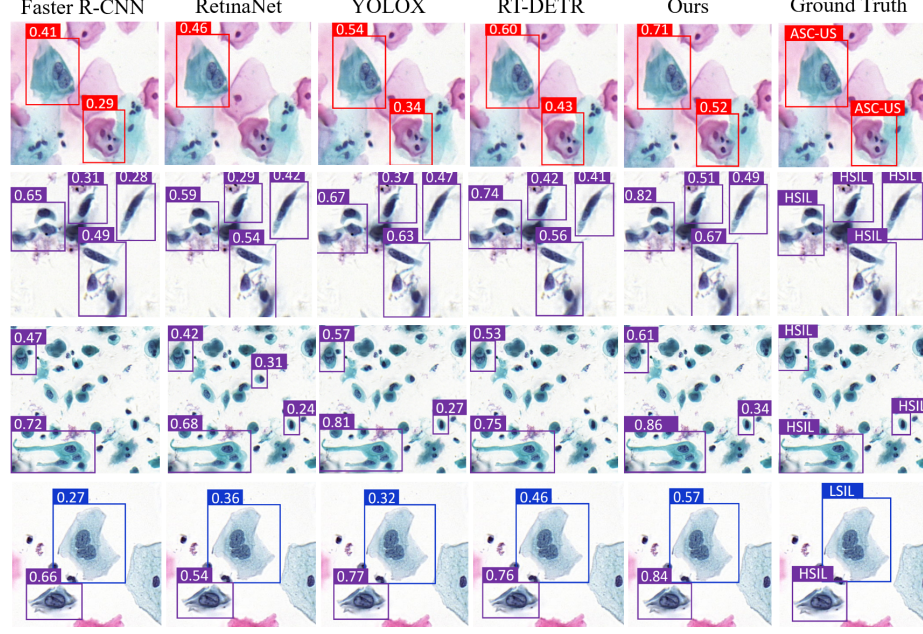 Faster R-CNN RetinaNet YOLOX RT-DETR Ours Ground Truth
0.41 0.46 0.54 0.60 0.71 ASC-US
0.29 0.34 0.43 0.52 ASC-US
0.31 0.28 0.29 0.42 0.37 0.47 0.42 0.41 0.51 0.49 HSIL HSIL
0.65 0.59 0.67 0.74 0.82 HSIL
0.49 0.54 0.63 0.56 0.67 HSIL
0.47 0.42 0.57 0.53 0.61 HSIL
0.31
0.24 0.27 0.34 HSIL
0.72 0.68 0.81 0.75 0.86 HSIL
0.27 0.36 0.32 0.46 0.57 LSIL
0.66 0.54 0.77 0.76 0.84 HSIL